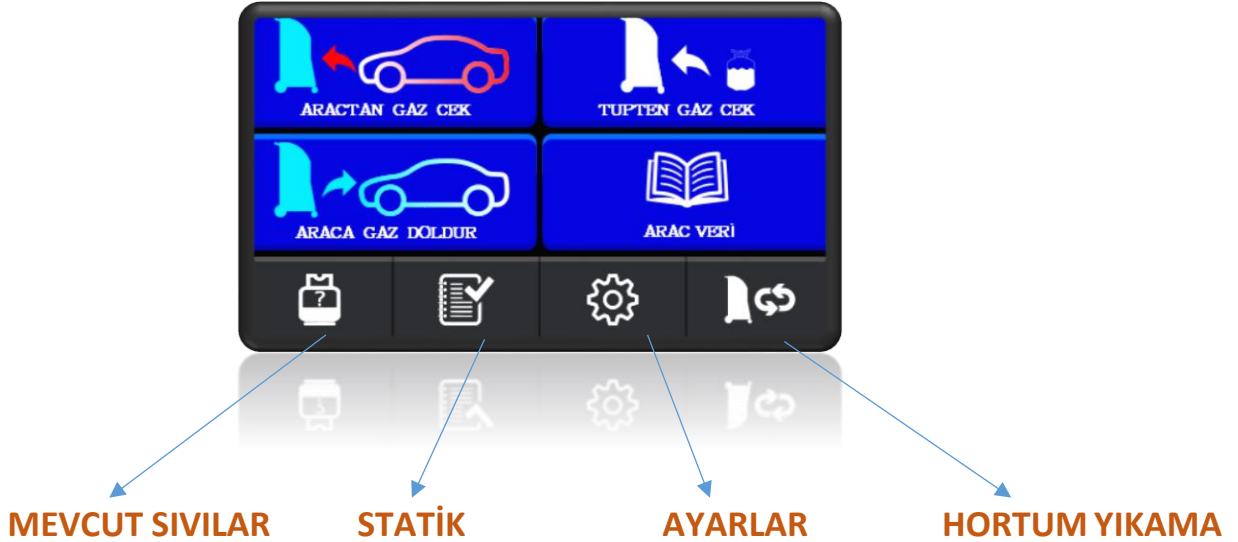 ARACTAN GAZ CEK
TUPTEN GAZ CEK
ARACA GAZ DOLDUR
ARAC VERİ
?
MEVCUT SIVILAR
STATİK
AYARLAR
HORTUM YIKAMA